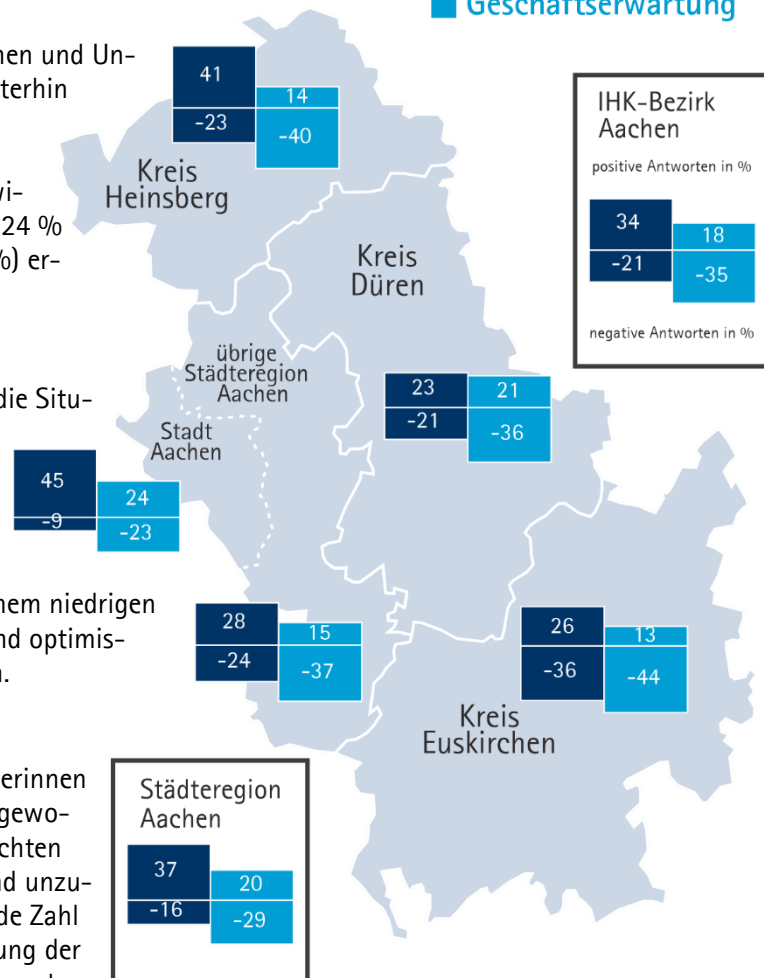 Geschäftserwartung
nen und Un-
terhin
wi-
24 %
%) er-
die Situ-
nem niedrigen
nd optimis-
n.
erinnen
gewo-
chten
nd unzu-
de Zahl
ung der
41
14
-23
-40
Kreis
Heinsberg
IHK-Bezirk
Aachen
positive Antworten in %
34
18
-21
-35
negative Antworten in %
Kreis
Düren
23
21
-21
-36
übrige
Städteregion
Aachen
Stadt
Aachen
45
24
-9
-23
28
15
-24
-37
26
13
-36
-44
Kreis
Euskirchen
Städteregion
Aachen
37
20
-16
-29